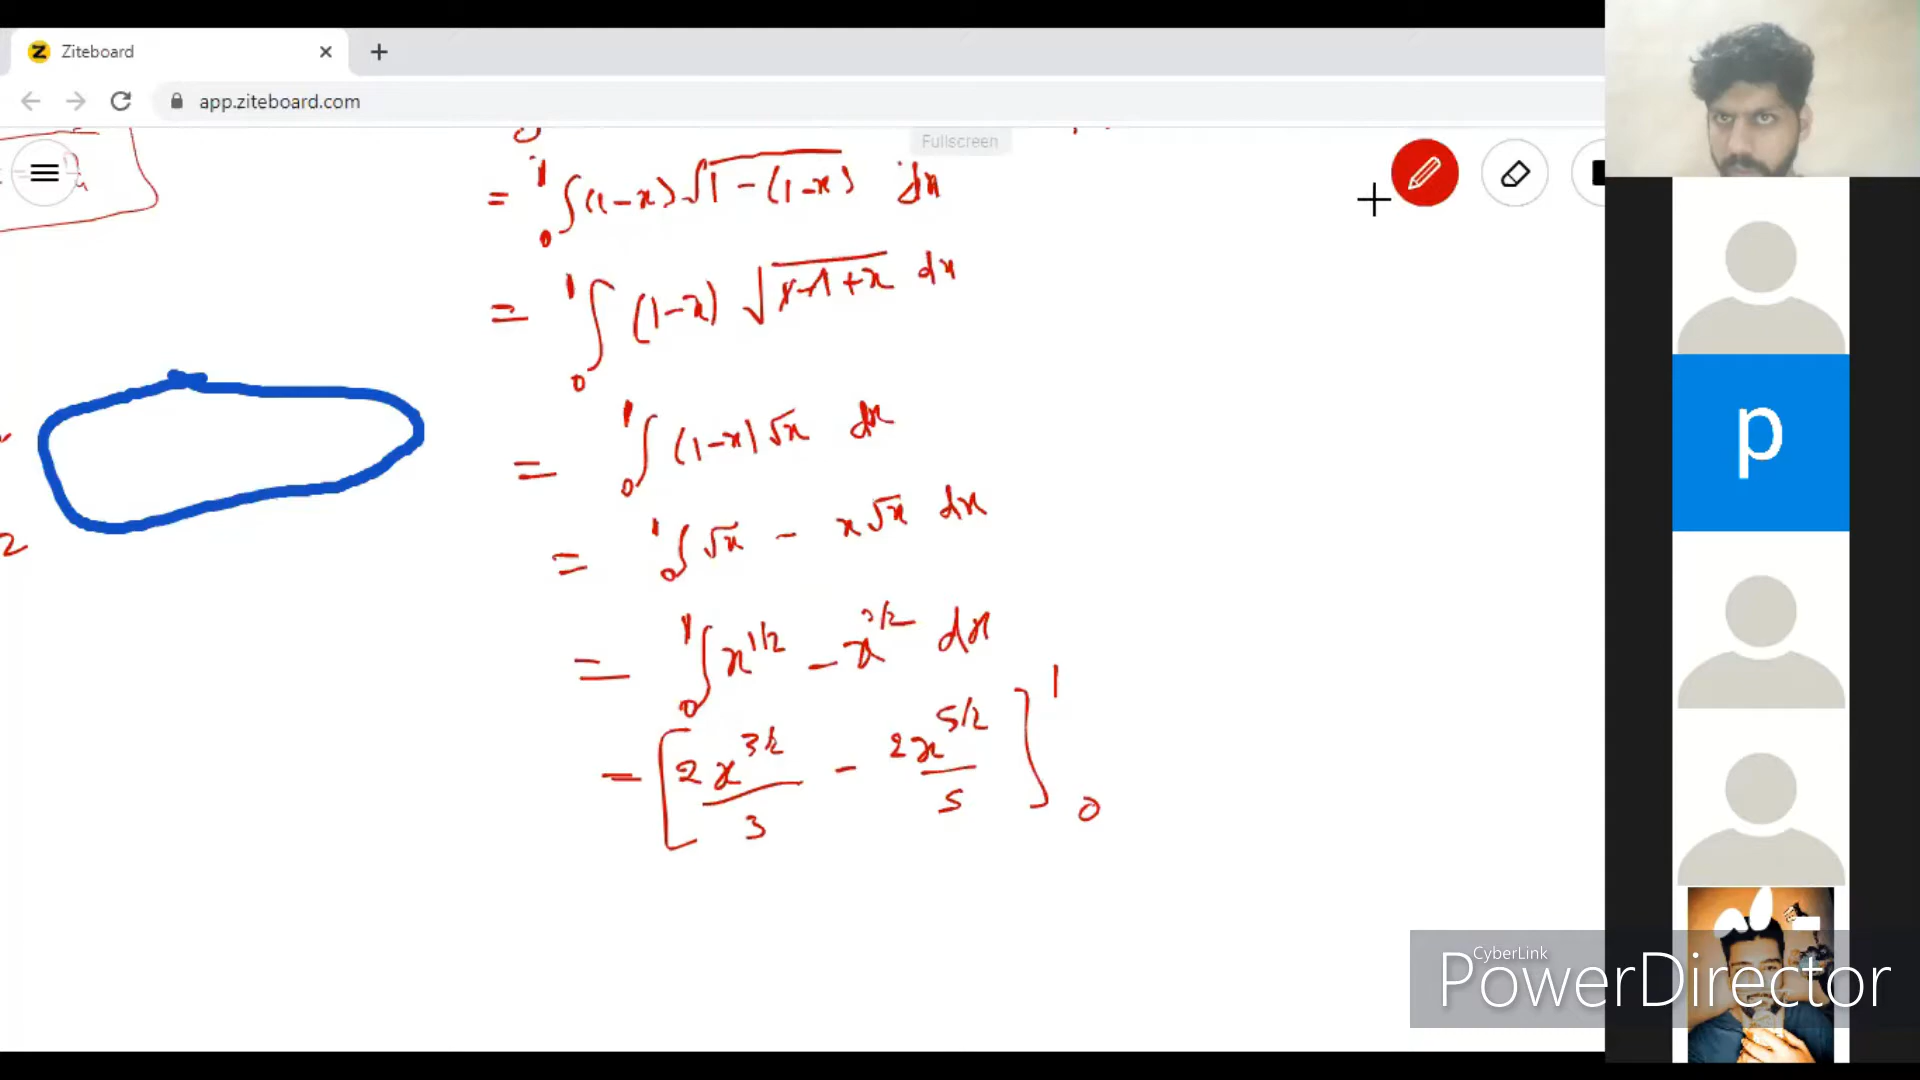 Ziteboard
app.ziteboard.com
Fullscreen
= ₀¹∫(1-x)√(1-(1-x)) dx
= ₀¹∫ (1-x) √(1-1+x) dx
= ₀¹∫ (1-x)√x dx
= ₀¹∫ √x - x√x dx
= ₀¹∫ x^1/2 - x^3/2 dx
= [2x^3/2 / 3 - 2x^5/2 / 5]₀¹
2
p
CyberLink
PowerDirector